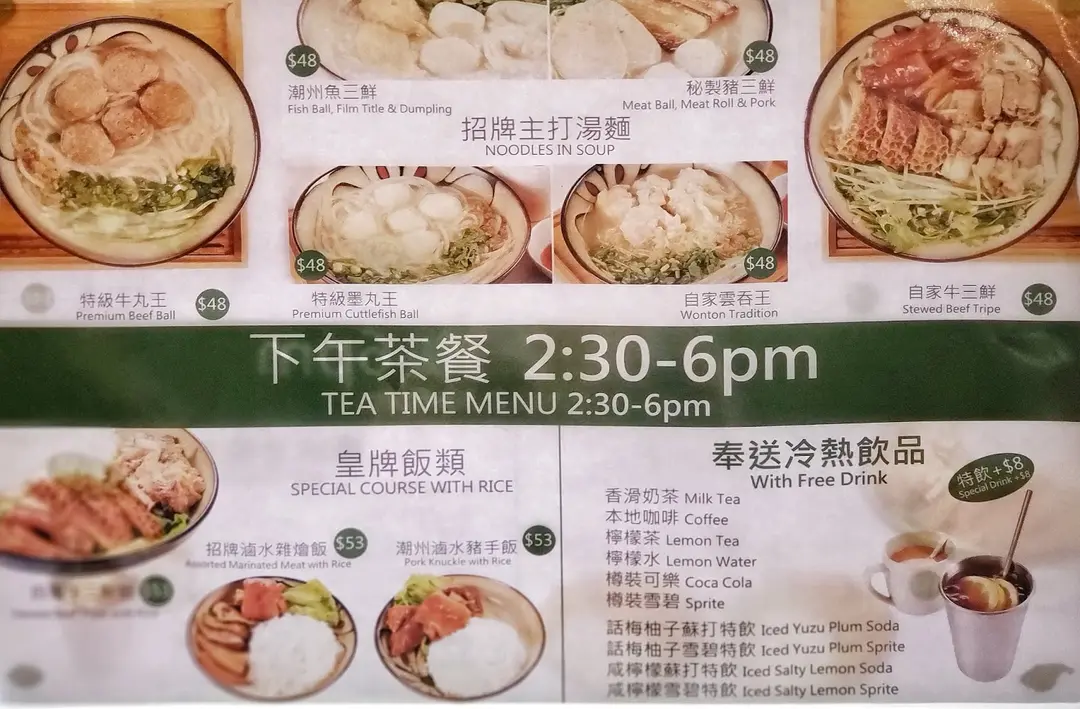 $48
$48
潮州魚三鮮
Fish Ball, Film Title & Dumpling
秘製豬三鮮
Meat Ball, Meat Roll & Pork
招牌主打湯麵
NOODLES IN SOUP
$48
$48
特級牛丸王
Premium Beef Ball
$48
特級墨丸王
Premium Cuttlefish Ball
自家雲吞王
Wonton Tradition
自家牛三鮮
Stewed Beef Tripe
$48
下午茶餐 2:30-6pm
TEA TIME MENU 2:30-6pm
皇牌飯類
SPECIAL COURSE WITH RICE
招牌滷水雜燴飯
Assorted Marinated Meat with Rice
$53
潮州滷水豬手飯
Pork Knuckle with Rice
$53
奉送冷熱飲品
With Free Drink
特飲+$8
Special Drink +$8
香滑奶茶 Milk Tea
本地咖啡 Coffee
檸檬茶 Lemon Tea
檸檬水 Lemon Water
樽裝可樂 Coca Cola
樽裝雪碧 Sprite
話梅柚子蘇打特飲 Iced Yuzu Plum Soda
話梅柚子雪碧特飲 Iced Yuzu Plum Sprite
咸檸檬蘇打特飲 Iced Salty Lemon Soda
咸檸檬雪碧特飲 Iced Salty Lemon Sprite